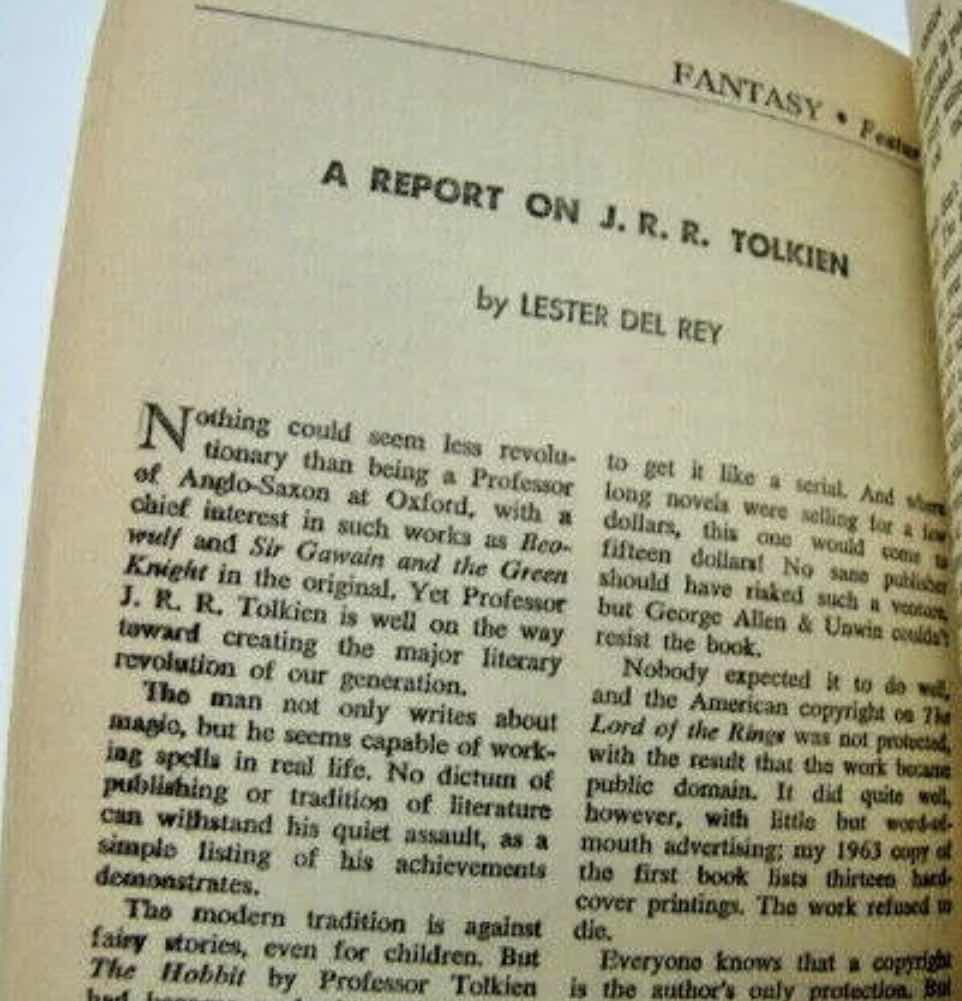 FANTASY • Featur
A REPORT ON J. R. R. TOLKIEN
by LESTER DEL REY
Nothing could seem less revolu-
tionary than being a Professor
of Anglo-Saxon at Oxford, with a
chief interest in such works as Beo-
wulf and Sir Gawain and the Green
Knight in the original. Yet Professor
J. R. R. Tolkien is well on the way
toward creating the major literary
revolution of our generation.
The man not only writes about
magic, but he seems capable of work-
ing spells in real life. No dictum of
publishing or tradition of literature
can withstand his quiet assault, as a
simple listing of his achievements
demonstrates.
The modern tradition is against
fairy stories, even for children. But
The Hobbit by Professor Tolkien
had
to get it like a serial. And where
long novels were selling for a few
dollars, this one would come to
fifteen dollars! No sane publisher
should have risked such a venture,
but George Allen & Unwin couldn't
resist the book.
Nobody expected it to do well,
and the American copyright on The
Lord of the Rings was not protected,
with the result that the work became
public domain. It did quite well,
however, with little but word-of-
mouth advertising; my 1963 copy of
the first book lists thirteen hard-
cover printings. The work refused to
die.
Everyone knows that a copyright
is the author's only protection. But